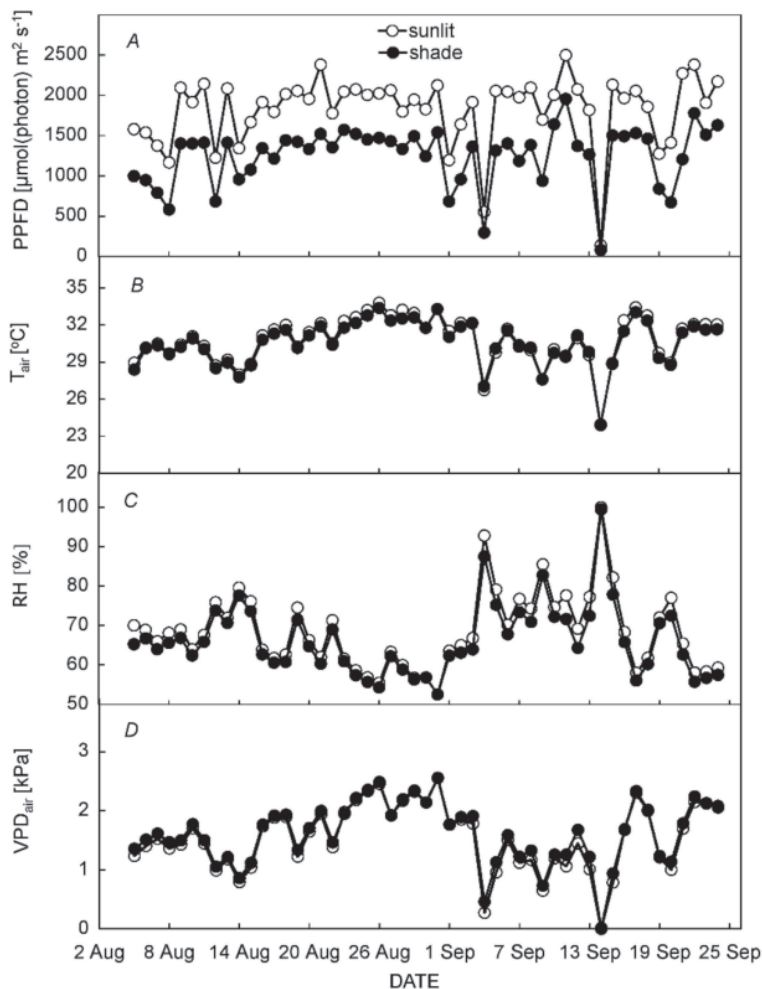 A
sunlit
shade
PPFD [µmol(photon) m² s⁻¹]
2500
2000
1500
1000
500
0
B
T_air [ºC]
35
32
29
26
23
20
C
RH [%]
100
90
80
70
60
50
D
VPD_air [kPa]
3
2
1
0
2 Aug 8 Aug 14 Aug 20 Aug 26 Aug 1 Sep 7 Sep 13 Sep 19 Sep 25 Sep
DATE